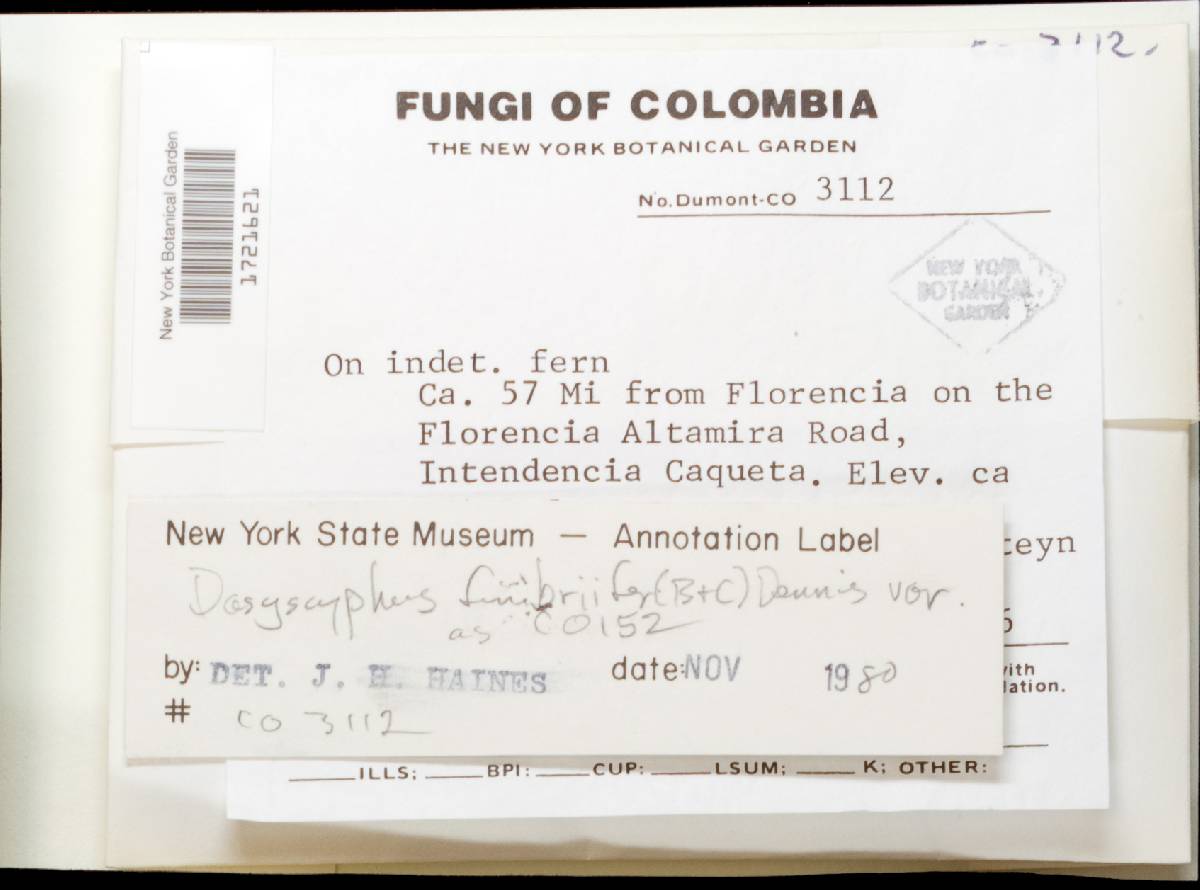 3112.
FUNGI OF COLOMBIA
THE NEW YORK BOTANICAL GARDEN
No. Dumont-CO 3112
New York Botanical Garden
1721621
NEW YORK
BOTANICAL
GARDEN
On indet. fern
Ca. 57 Mi from Florencia on the
Florencia Altamira Road,
Intendencia Caqueta. Elev. ca
teyn
New York State Museum — Annotation Label
Dasyscyphus fimbriifer (B+C) Dennis var.
as CO152
by: DET. J. H. HAINES date: NOV 1980
# CO 3112
ith
lation.
ILLS; BPI: CUP: LSUM; K; OTHER: